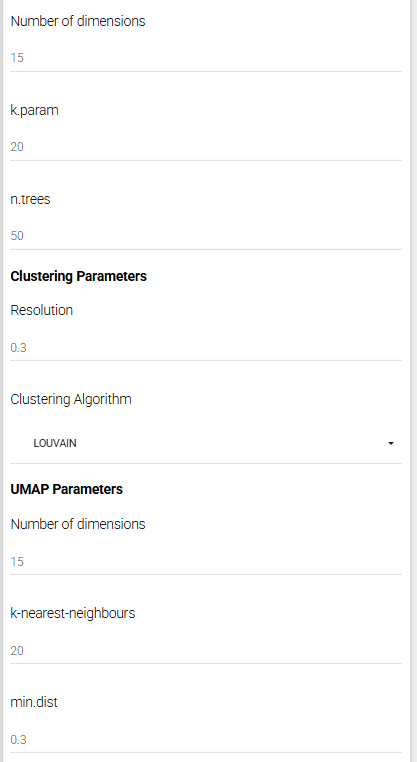 Number of dimensions
15
k.param
20
n.trees
50
Clustering Parameters
Resolution
0.3
Clustering Algorithm
LOUVAIN
UMAP Parameters
Number of dimensions
15
k-nearest-neighbours
20
min.dist
0.3